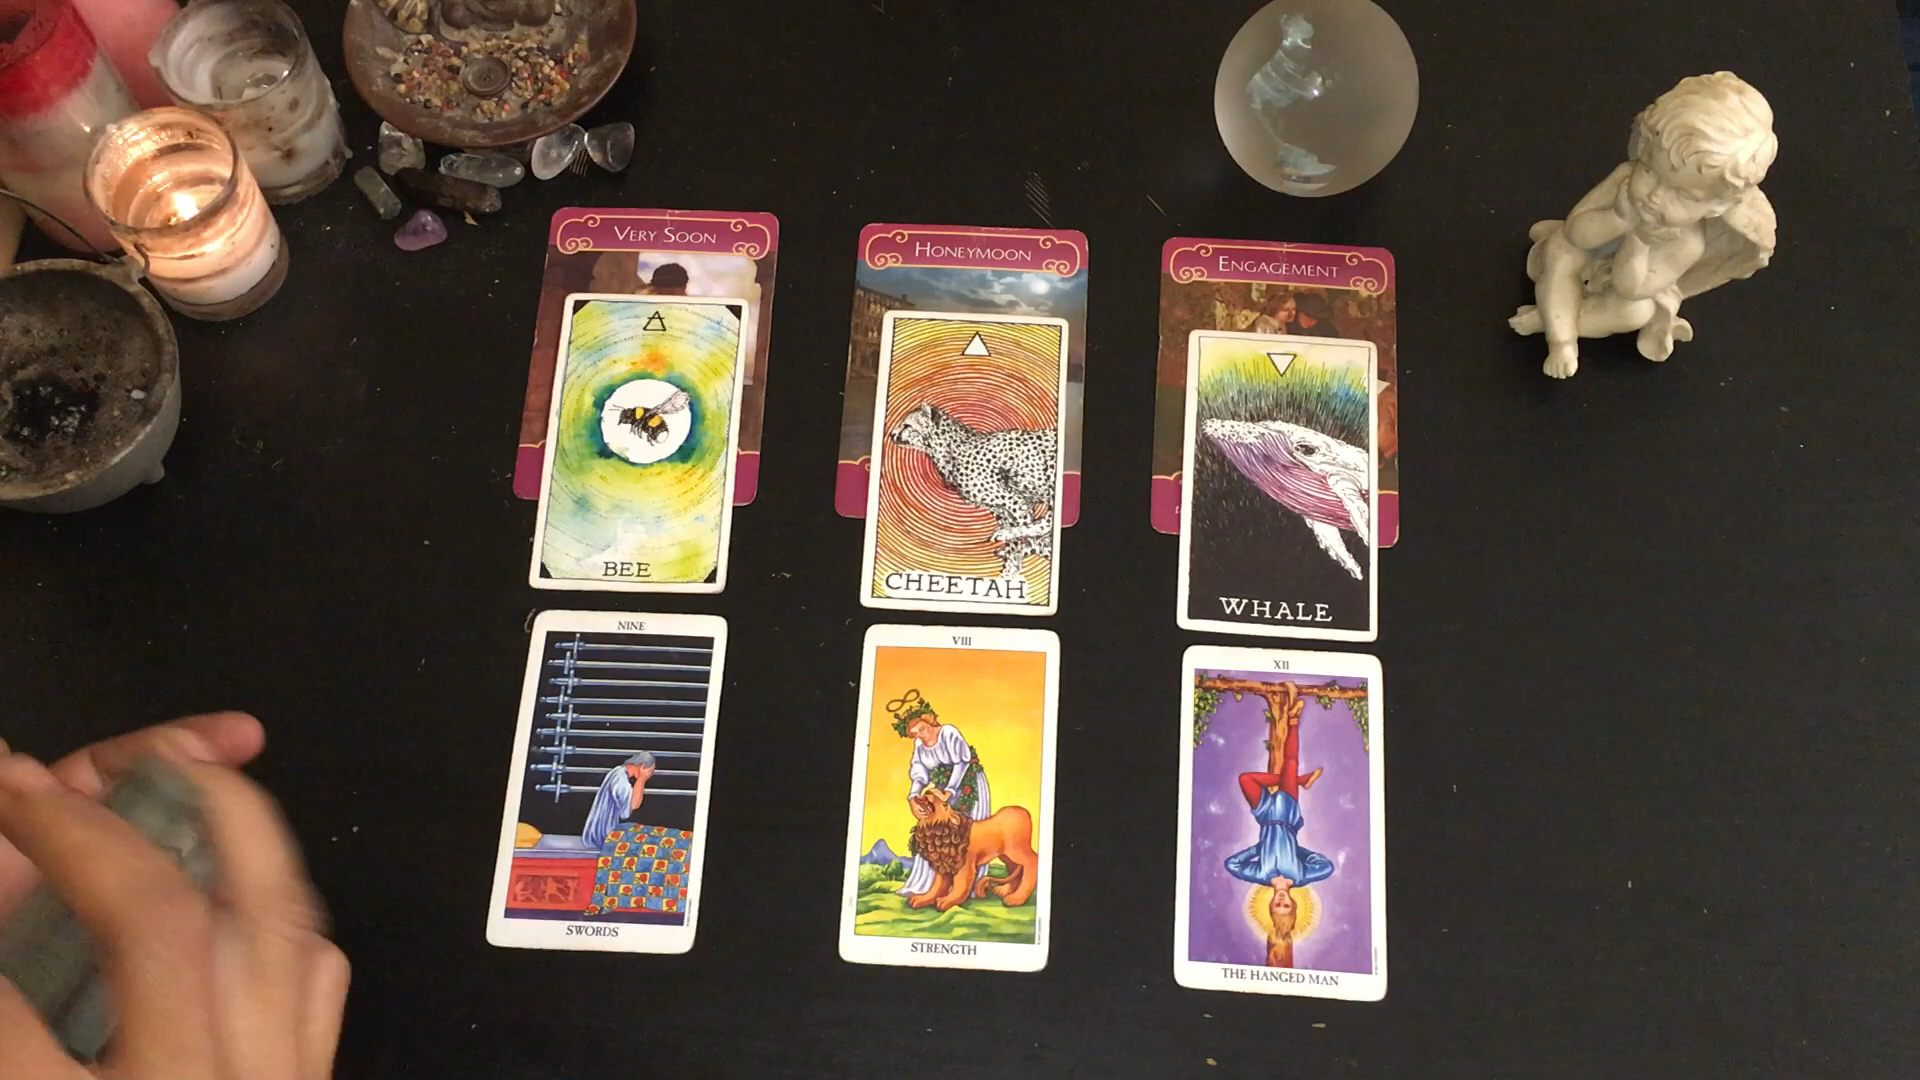 VERY SOON
HONEYMOON
ENGAGEMENT
BEE
CHEETAH
WHALE
NINE
SWORDS
VIII
STRENGTH
XII
THE HANGED MAN